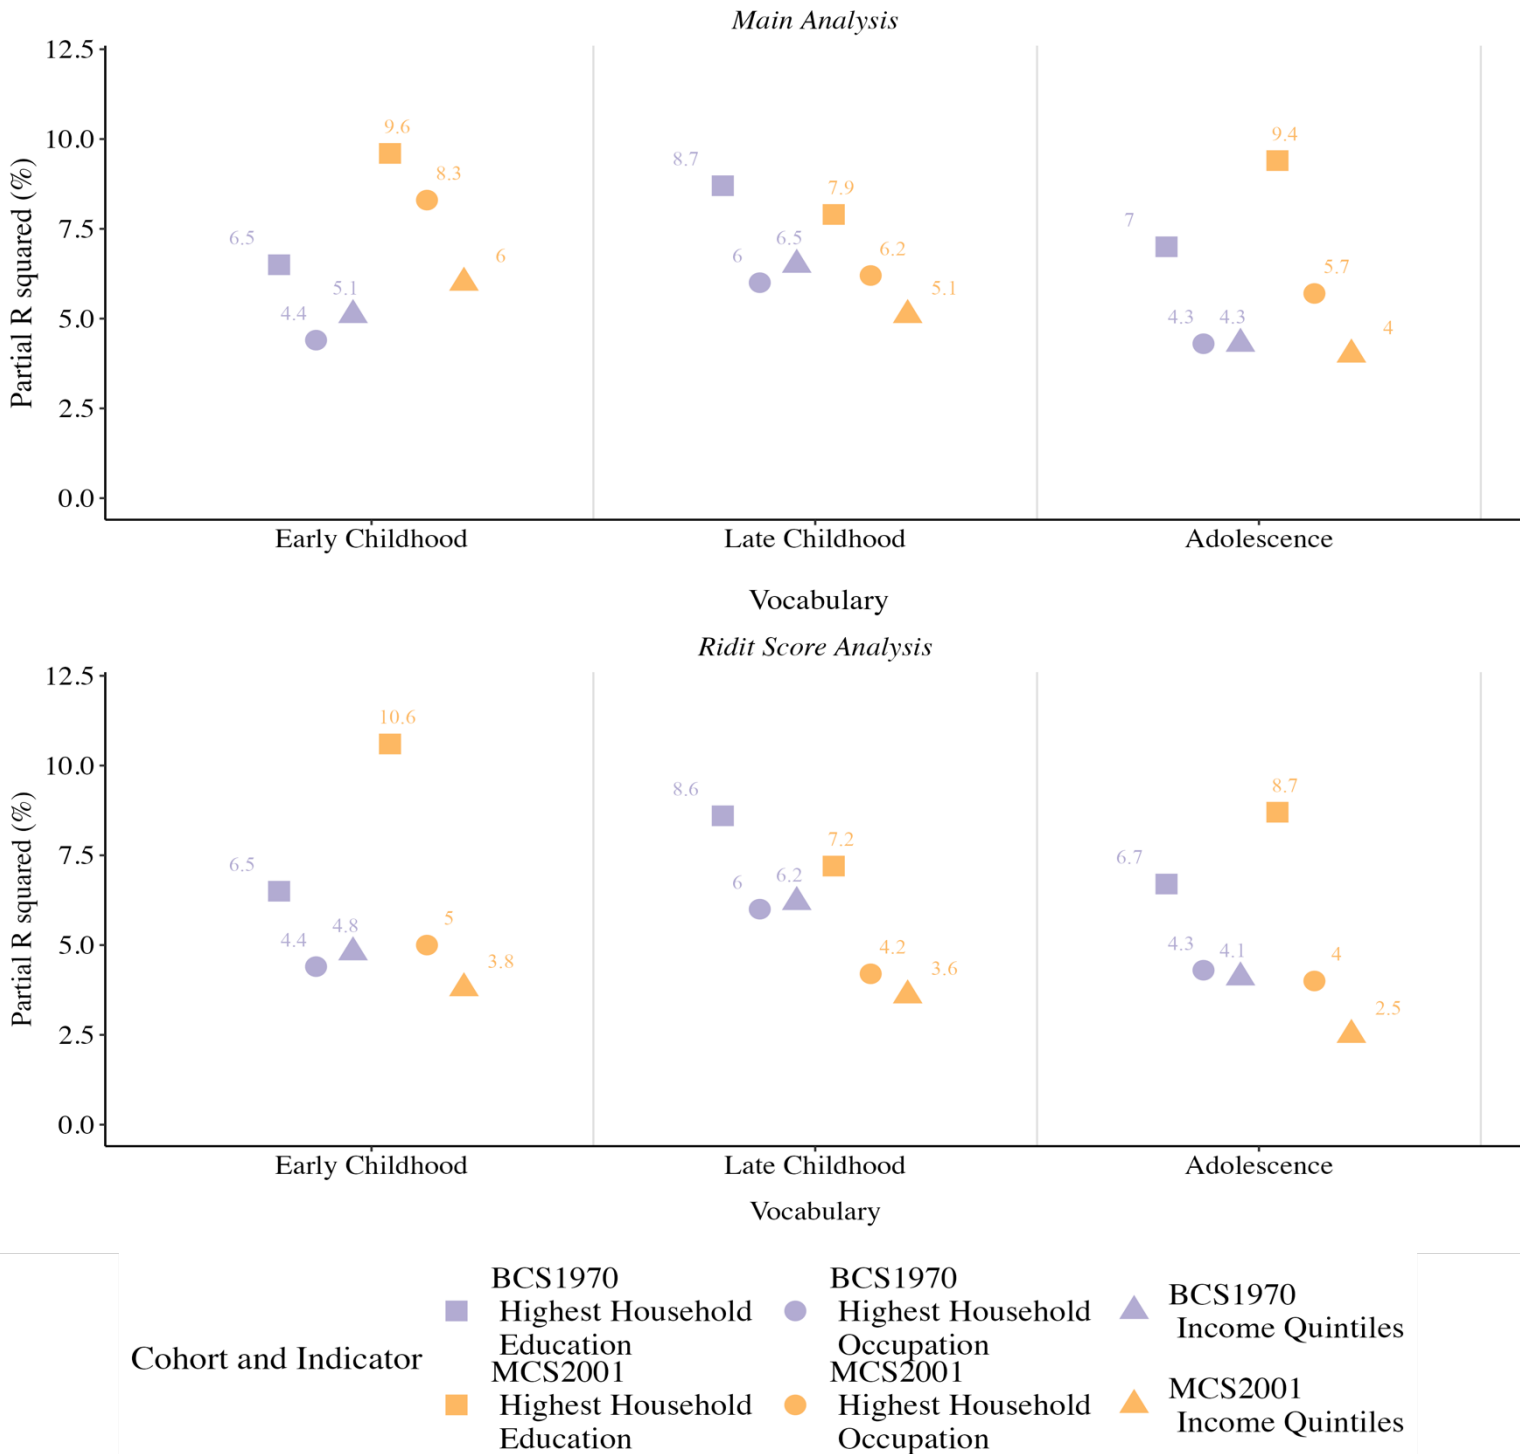 Main Analysis
Partial R squared (%)
12.5
10.0
7.5
5.0
2.5
0.0
6.5
4.4
5.1
9.6
8.3
6
8.7
6
6.5
7.9
6.2
5.1
7
4.3
4.3
9.4
5.7
4
Early Childhood
Late Childhood
Adolescence
Vocabulary
Ridit Score Analysis
Partial R squared (%)
12.5
10.0
7.5
5.0
2.5
0.0
6.5
4.4
4.8
10.6
5
3.8
8.6
6
6.2
7.2
4.2
3.6
6.7
4.3
4.1
8.7
4
2.5
Early Childhood
Late Childhood
Adolescence
Vocabulary
Cohort and Indicator
BCS1970
Highest Household
Education
MCS2001
Highest Household
Education
BCS1970
Highest Household
Occupation
MCS2001
Highest Household
Occupation
BCS1970
Income Quintiles
MCS2001
Income Quintiles